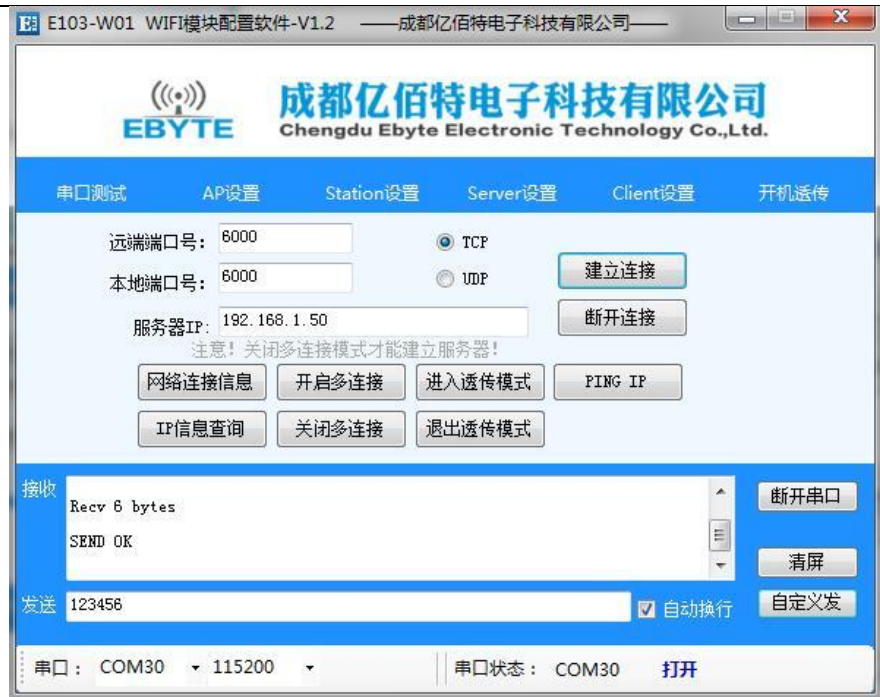 E103-W01 WIFI模块配置软件-V1.2 ——成都亿佰特电子科技有限公司——
EBYTE
成都亿佰特电子科技有限公司
Chengdu Ebyte Electronic Technology Co.,Ltd.
串口测试 AP设置 Station设置 Server设置 Client设置 开机透传
远端端口号: 6000 TCP
本地端口号: 6000 UDP
建立连接
服务器IP: 192.168.1.50 断开连接
注意!关闭多连接模式才能建立服务器!
网络连接信息 开启多连接 进入透传模式 PING IP
IP信息查询 关闭多连接 退出透传模式
接收
Recv 6 bytes
SEND OK
断开串口
清屏
发送 123456 自动换行 自定义发
串口: COM30 115200 串口状态: COM30 打开